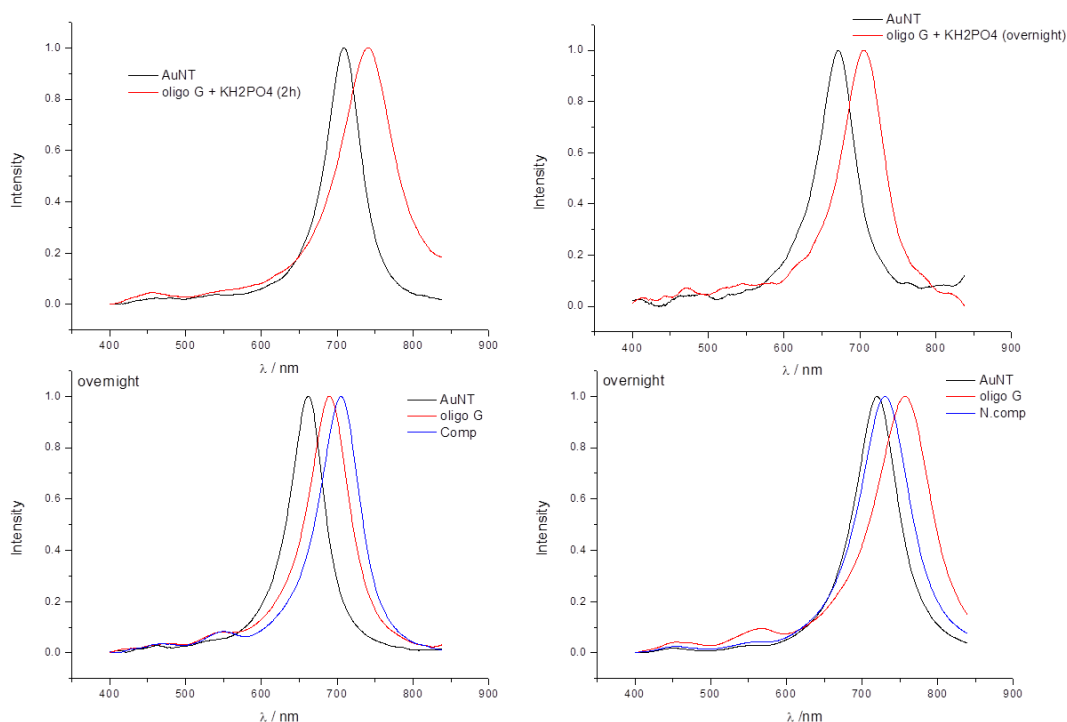 AuNT
oligo G + KH2PO4 (2h)
Intensity
1.0
0.8
0.6
0.4
0.2
0.0
400 500 600 700 800 900
λ / nm
AuNT
oligo G + KH2PO4 (overnight)
Intensity
1.0
0.8
0.6
0.4
0.2
0.0
400 500 600 700 800 900
λ / nm
overnight
AuNT
oligo G
Comp
Intensity
1.0
0.8
0.6
0.4
0.2
0.0
400 500 600 700 800 900
λ / nm
overnight
AuNT
oligo G
N.comp
Intensity
1.0
0.8
0.6
0.4
0.2
0.0
400 500 600 700 800 900
λ / nm